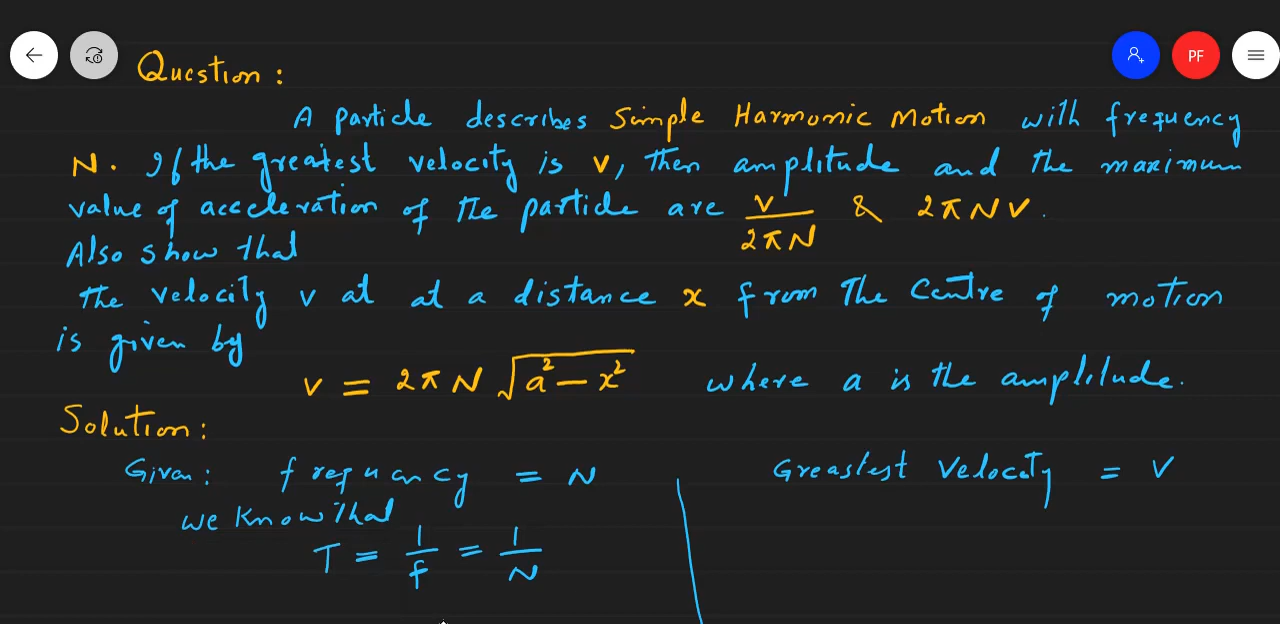 PF
Question :
A particle describes Simple Harmonic Motion with frequency
N. If the greatest velocity is V, then amplitude and the maximum
value of acceleration of the particle are V/2πN & 2πNV.
Also show that
the velocity v at at a distance x from the Centre of motion
is given by
v = 2πN √(a² − x²) where a is the amplitude.
Solution :
Given : frequency = N Greastest Velocity = V
we know that
T = 1/f = 1/N